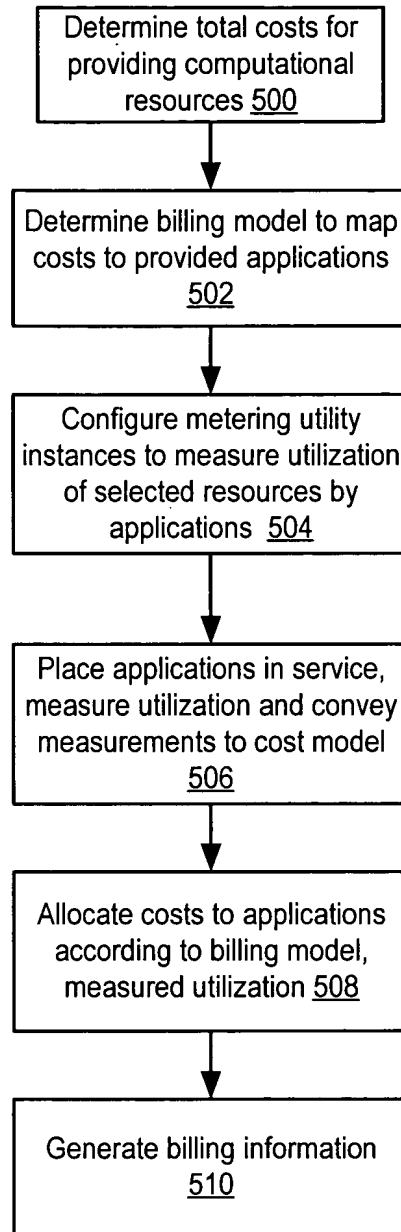 Determine total costs for
providing computational
resources 500
Determine billing model to map
costs to provided applications
502
Configure metering utility
instances to measure utilization
of selected resources by
applications 504
Place applications in service,
measure utilization and convey
measurements to cost model
506
Allocate costs to applications
according to billing model,
measured utilization 508
Generate billing information
510